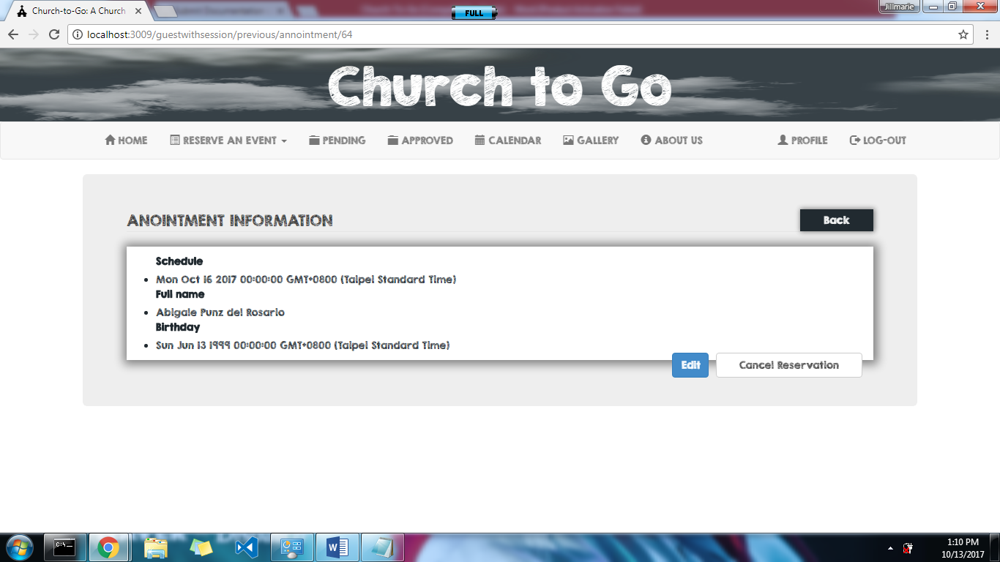 Church-to-Go: A Church
FULL
Jillmarie
localhost:3009/guestwithsession/previous/annointment/64
Church to Go
HOME RESERVE AN EVENT PENDING APPROVED CALENDAR GALLERY ABOUT US PROFILE LOG-OUT
ANOINTMENT INFORMATION
Back
Schedule
Mon Oct 16 2017 00:00:00 GMT+0800 (Taipei Standard Time)
Full name
Abigale Punz del Rosario
Birthday
Sun Jun 13 1999 00:00:00 GMT+0800 (Taipei Standard Time)
Edit Cancel Reservation
C:\
1:10 PM
10/13/2017